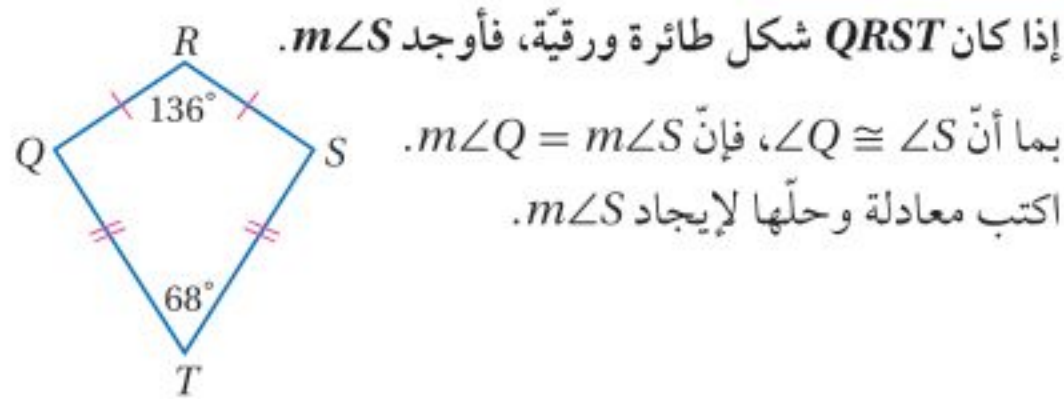 إذا كان QRST شكل طائرة ورقيّة، فأوجد m∠S.
بما أنّ ∠Q ≅ ∠S، فإنّ m∠Q = m∠S.
اكتب معادلة وحلّها لإيجاد m∠S.
R
136°
Q
S
68°
T